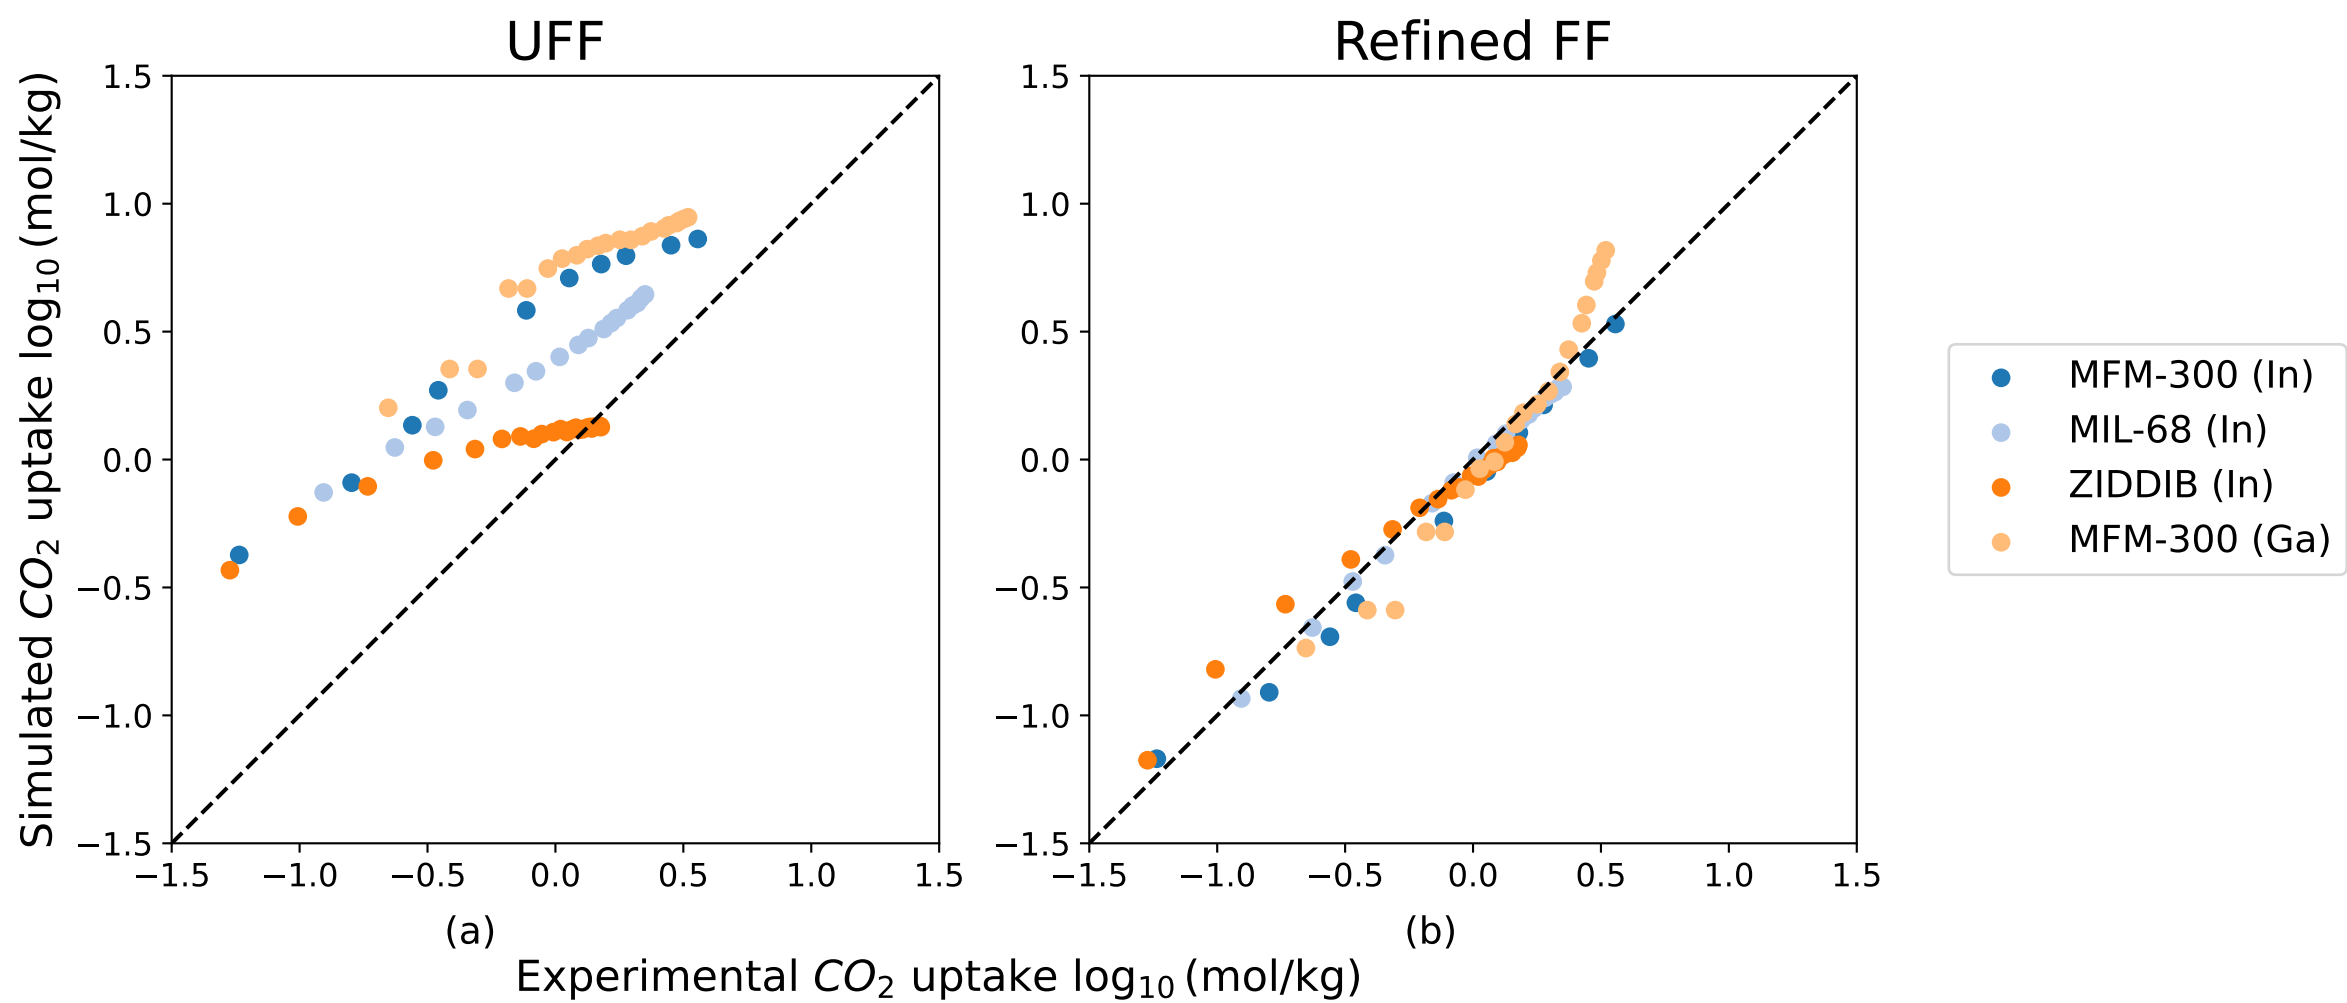 UFF
Refined FF
Simulated CO₂ uptake log₁₀ (mol/kg)
1.5
1.0
0.5
0.0
−0.5
−1.0
−1.5
−1.5 −1.0 −0.5 0.0 0.5 1.0 1.5
(a)
1.5
1.0
0.5
0.0
−0.5
−1.0
−1.5
−1.5 −1.0 −0.5 0.0 0.5 1.0 1.5
(b)
Experimental CO₂ uptake log₁₀ (mol/kg)
MFM-300 (In)
MIL-68 (In)
ZIDDIB (In)
MFM-300 (Ga)